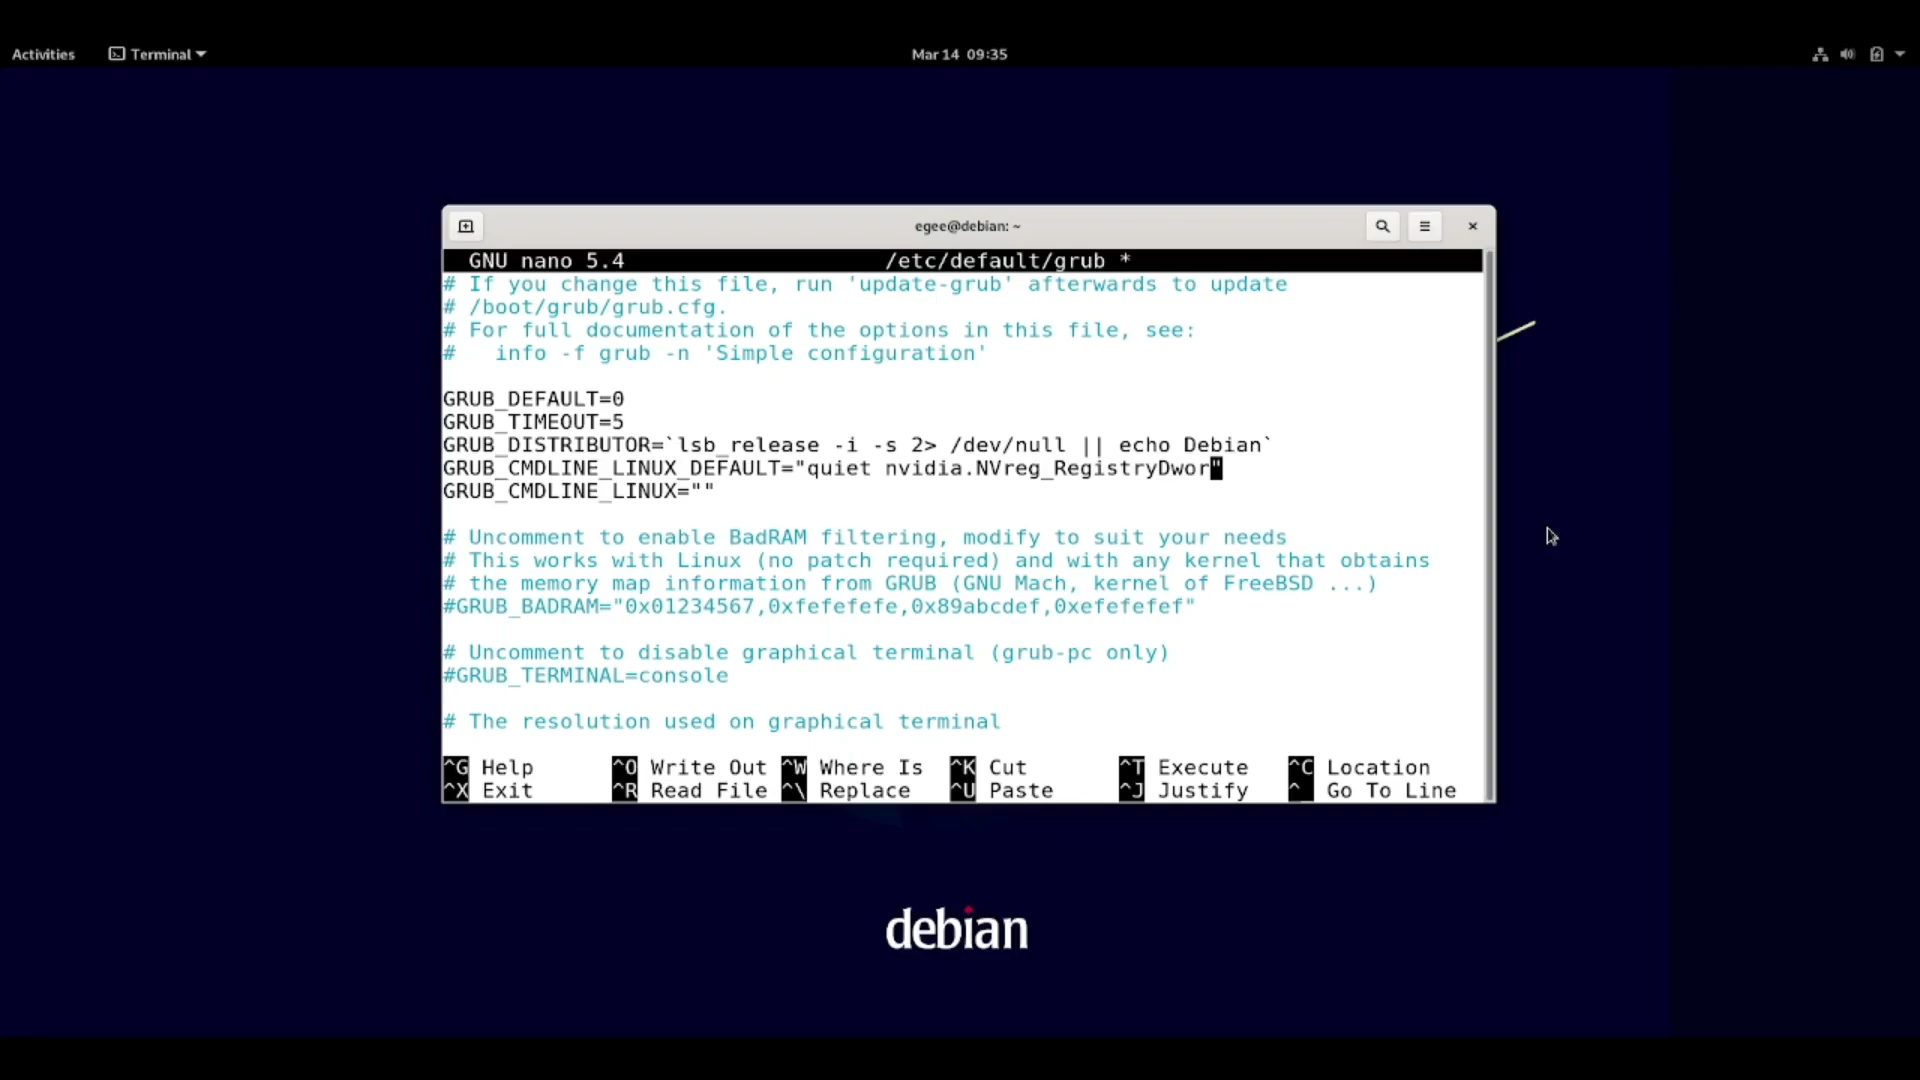 Activities Terminal Mar 14 09:35
egee@debian: ~
GNU nano 5.4 /etc/default/grub *
# If you change this file, run 'update-grub' afterwards to update
# /boot/grub/grub.cfg.
# For full documentation of the options in this file, see:
#   info -f grub -n 'Simple configuration'
GRUB_DEFAULT=0
GRUB_TIMEOUT=5
GRUB_DISTRIBUTOR=`lsb_release -i -s 2> /dev/null || echo Debian`
GRUB_CMDLINE_LINUX_DEFAULT="quiet nvidia.NVreg_RegistryDwor"
GRUB_CMDLINE_LINUX=""
# Uncomment to enable BadRAM filtering, modify to suit your needs
# This works with Linux (no patch required) and with any kernel that obtains
# the memory map information from GRUB (GNU Mach, kernel of FreeBSD ...)
#GRUB_BADRAM="0x01234567,0xfefefefe,0x89abcdef,0xefefefef"
# Uncomment to disable graphical terminal (grub-pc only)
#GRUB_TERMINAL=console
# The resolution used on graphical terminal
^G Help ^O Write Out ^W Where Is ^K Cut ^T Execute ^C Location
^X Exit ^R Read File ^\ Replace ^U Paste ^J Justify ^_ Go To Line
debian